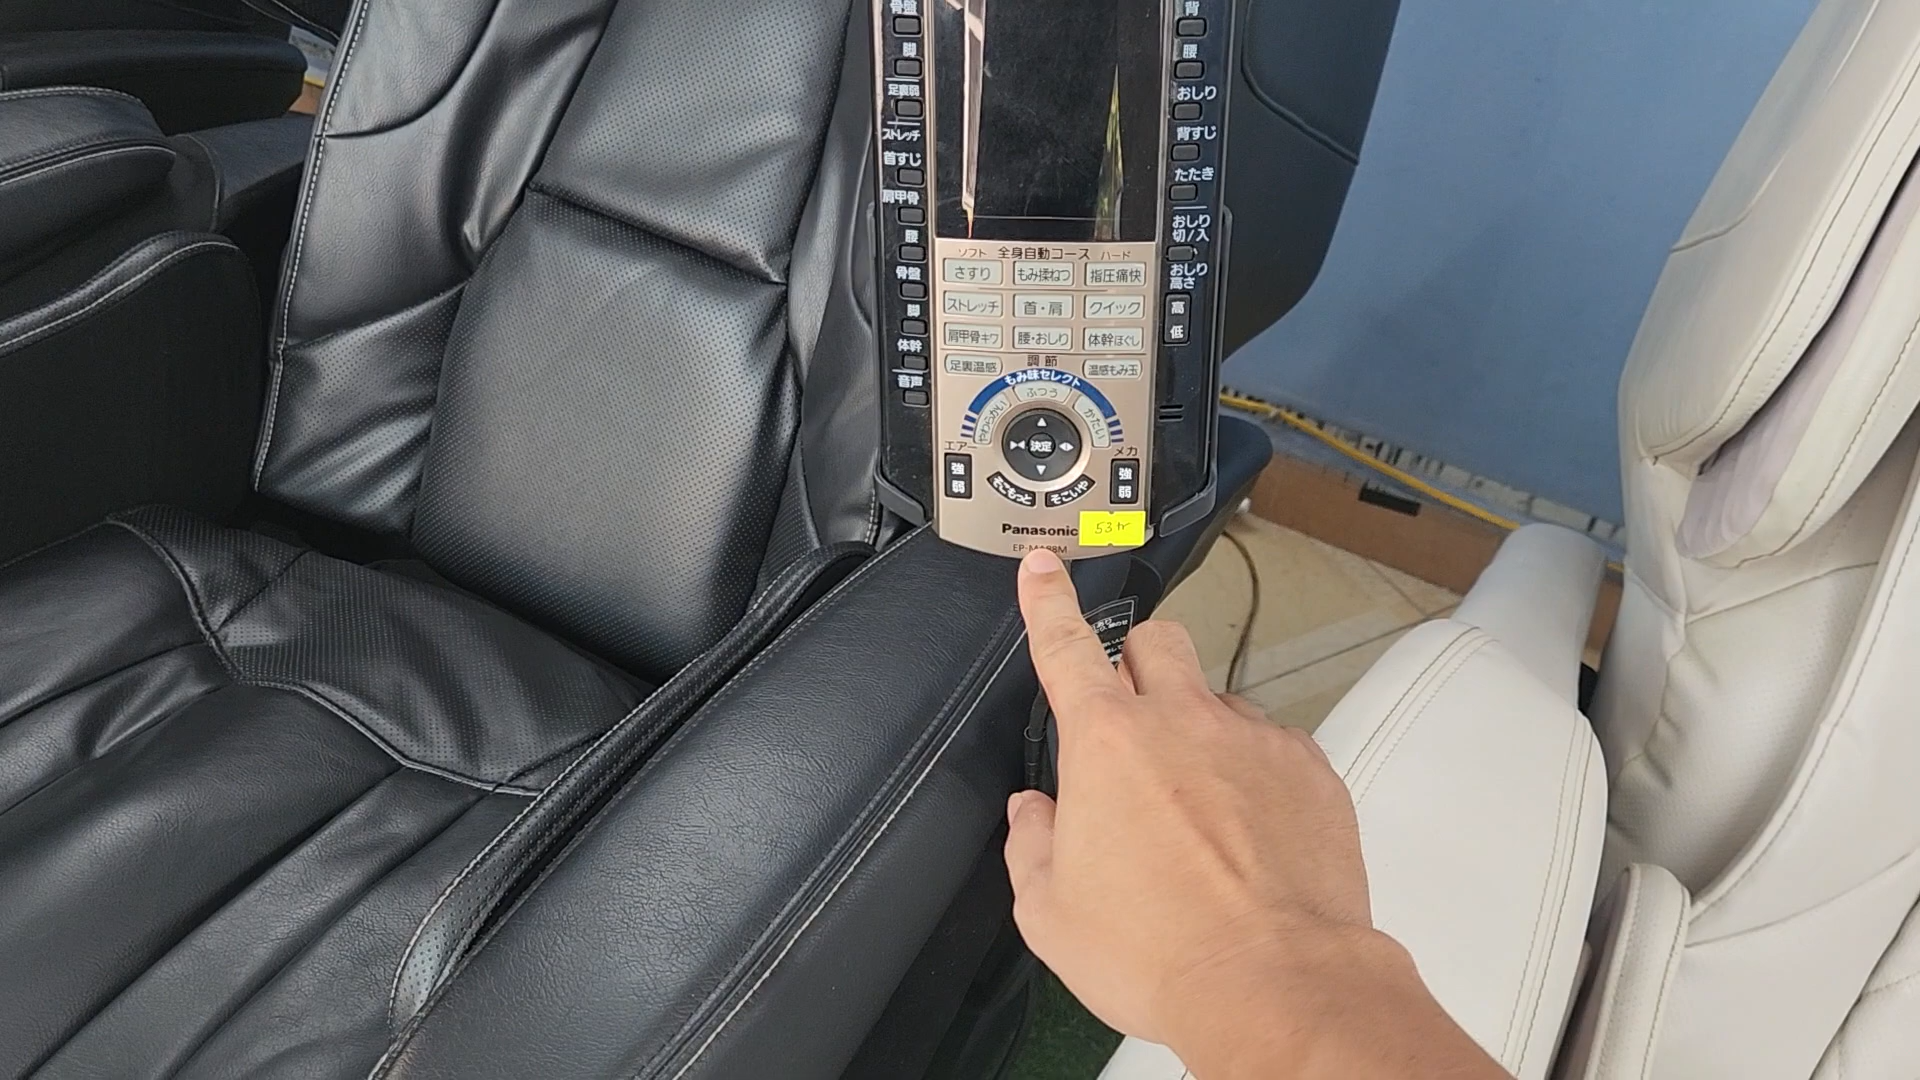 骨盤
脚
足裏弱
ストレッチ
首すじ
肩甲骨
腰
骨盤
脚
体幹
音声
背
腰
おしり
背すじ
たたき
おしり
切/入
おしり
高さ
高
低
ソフト 全身自動コース ハード
さすり もみ揉ねつ 指圧痛快
ストレッチ 首・肩 クイック
肩甲骨キワ 腰・おしり 体幹ほぐし
足裏温感 調節 温感もみ玉
もみ味セレクト
やわらかい ふつう かたい
エアー 決定 メカ
強 強
弱 弱
そこもっと そこいや
Panasonic 53 tr